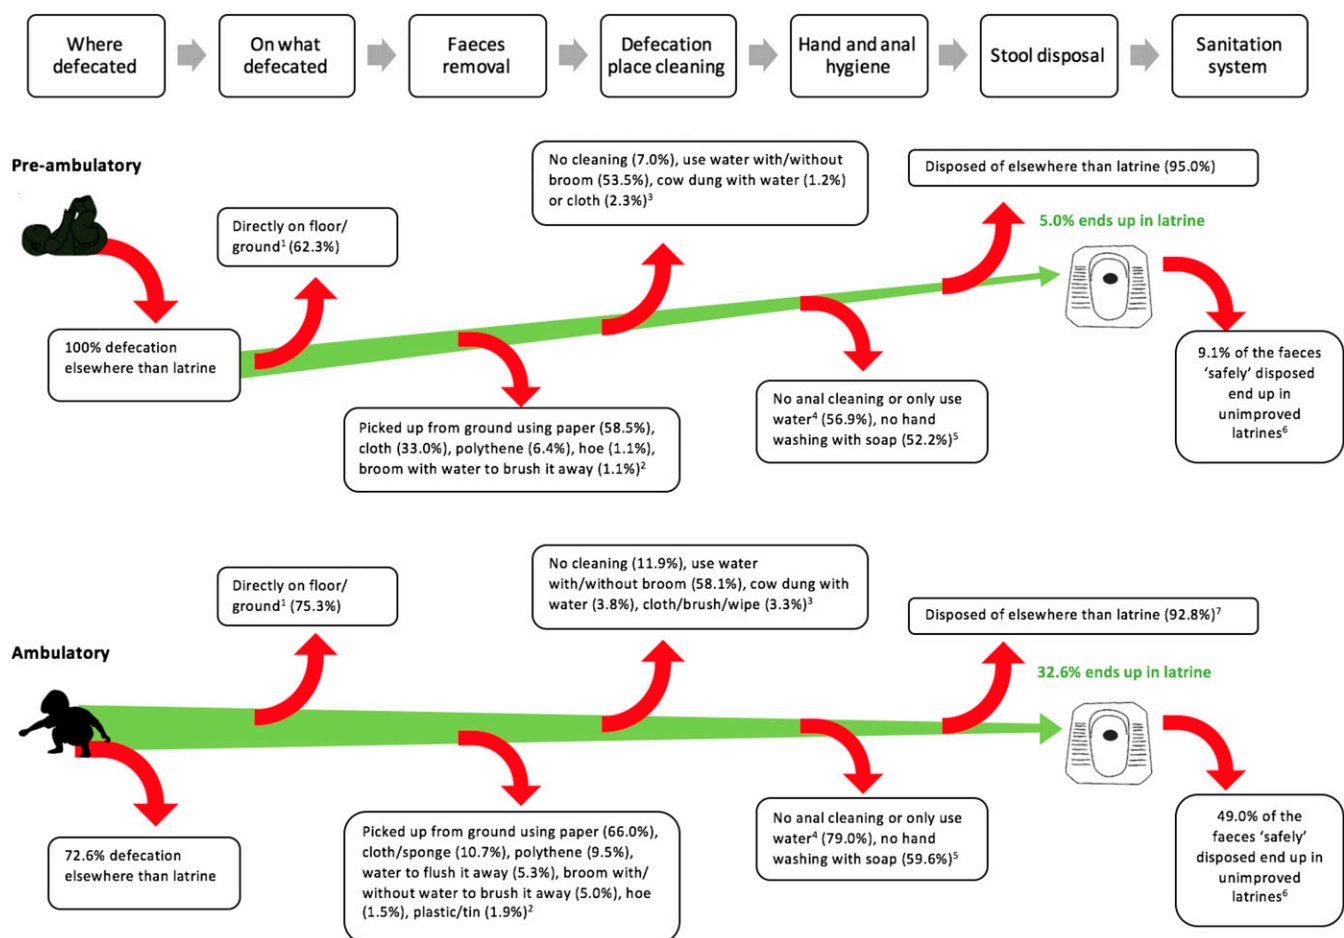 Where
defecated
On what
defecated
Faeces
removal
Defecation
place cleaning
Hand and anal
hygiene
Stool disposal
Sanitation
system
Pre-ambulatory
100% defecation
elsewhere than latrine
Directly on floor/
ground¹ (62.3%)
Picked up from ground using paper (58.5%),
cloth (33.0%), polythene (6.4%), hoe (1.1%),
broom with water to brush it away (1.1%)²
No cleaning (7.0%), use water with/without
broom (53.5%), cow dung with water (1.2%)
or cloth (2.3%)³
No anal cleaning or only use
water⁴ (56.9%), no hand
washing with soap (52.2%)⁵
Disposed of elsewhere than latrine (95.0%)
5.0% ends up in latrine
9.1% of the faeces
‘safely’ disposed
end up in
unimproved
latrines⁶
Ambulatory
72.6% defecation
elsewhere than latrine
Directly on floor/
ground¹ (75.3%)
Picked up from ground using paper (66.0%),
cloth/sponge (10.7%), polythene (9.5%),
water to flush it away (5.3%), broom with/
without water to brush it away (5.0%), hoe
(1.5%), plastic/tin (1.9%)²
No cleaning (11.9%), use water
with/without broom (58.1%), cow dung with
water (3.8%), cloth/brush/wipe (3.3%)³
No anal cleaning or only use
water⁴ (79.0%), no hand
washing with soap (59.6%)⁵
Disposed of elsewhere than latrine (92.8%)⁷
32.6% ends up in latrine
49.0% of the
faeces ‘safely’
disposed end up in
unimproved
latrines⁶